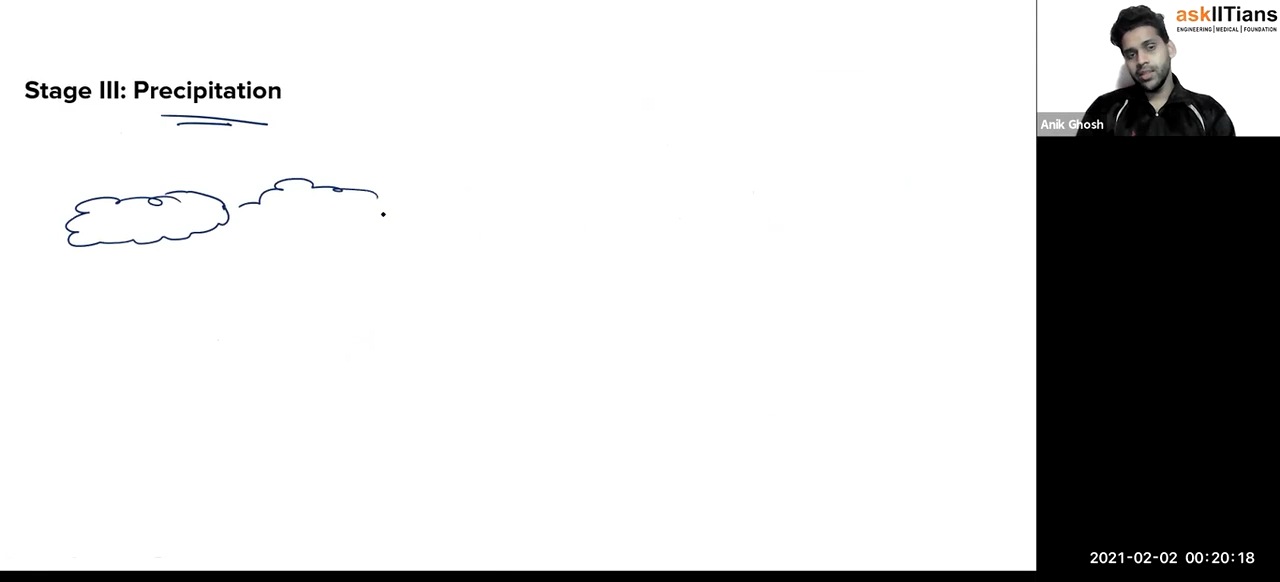 askIITians
ENGINEERING | MEDICAL | FOUNDATION
Stage III: Precipitation
Anik Ghosh
2021-02-02 00:20:18